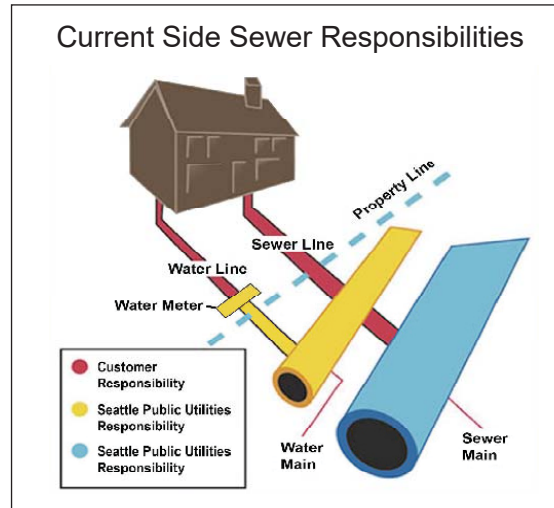 Current Side Sewer Responsibilities
Property Line
Sewer LIne
Water Line
Water Meter
Customer
Responsibility
Seattle Public Utilities
Responsibility
Seattle Public Utilities
Responsibility
Water
Main
Sewer
Main